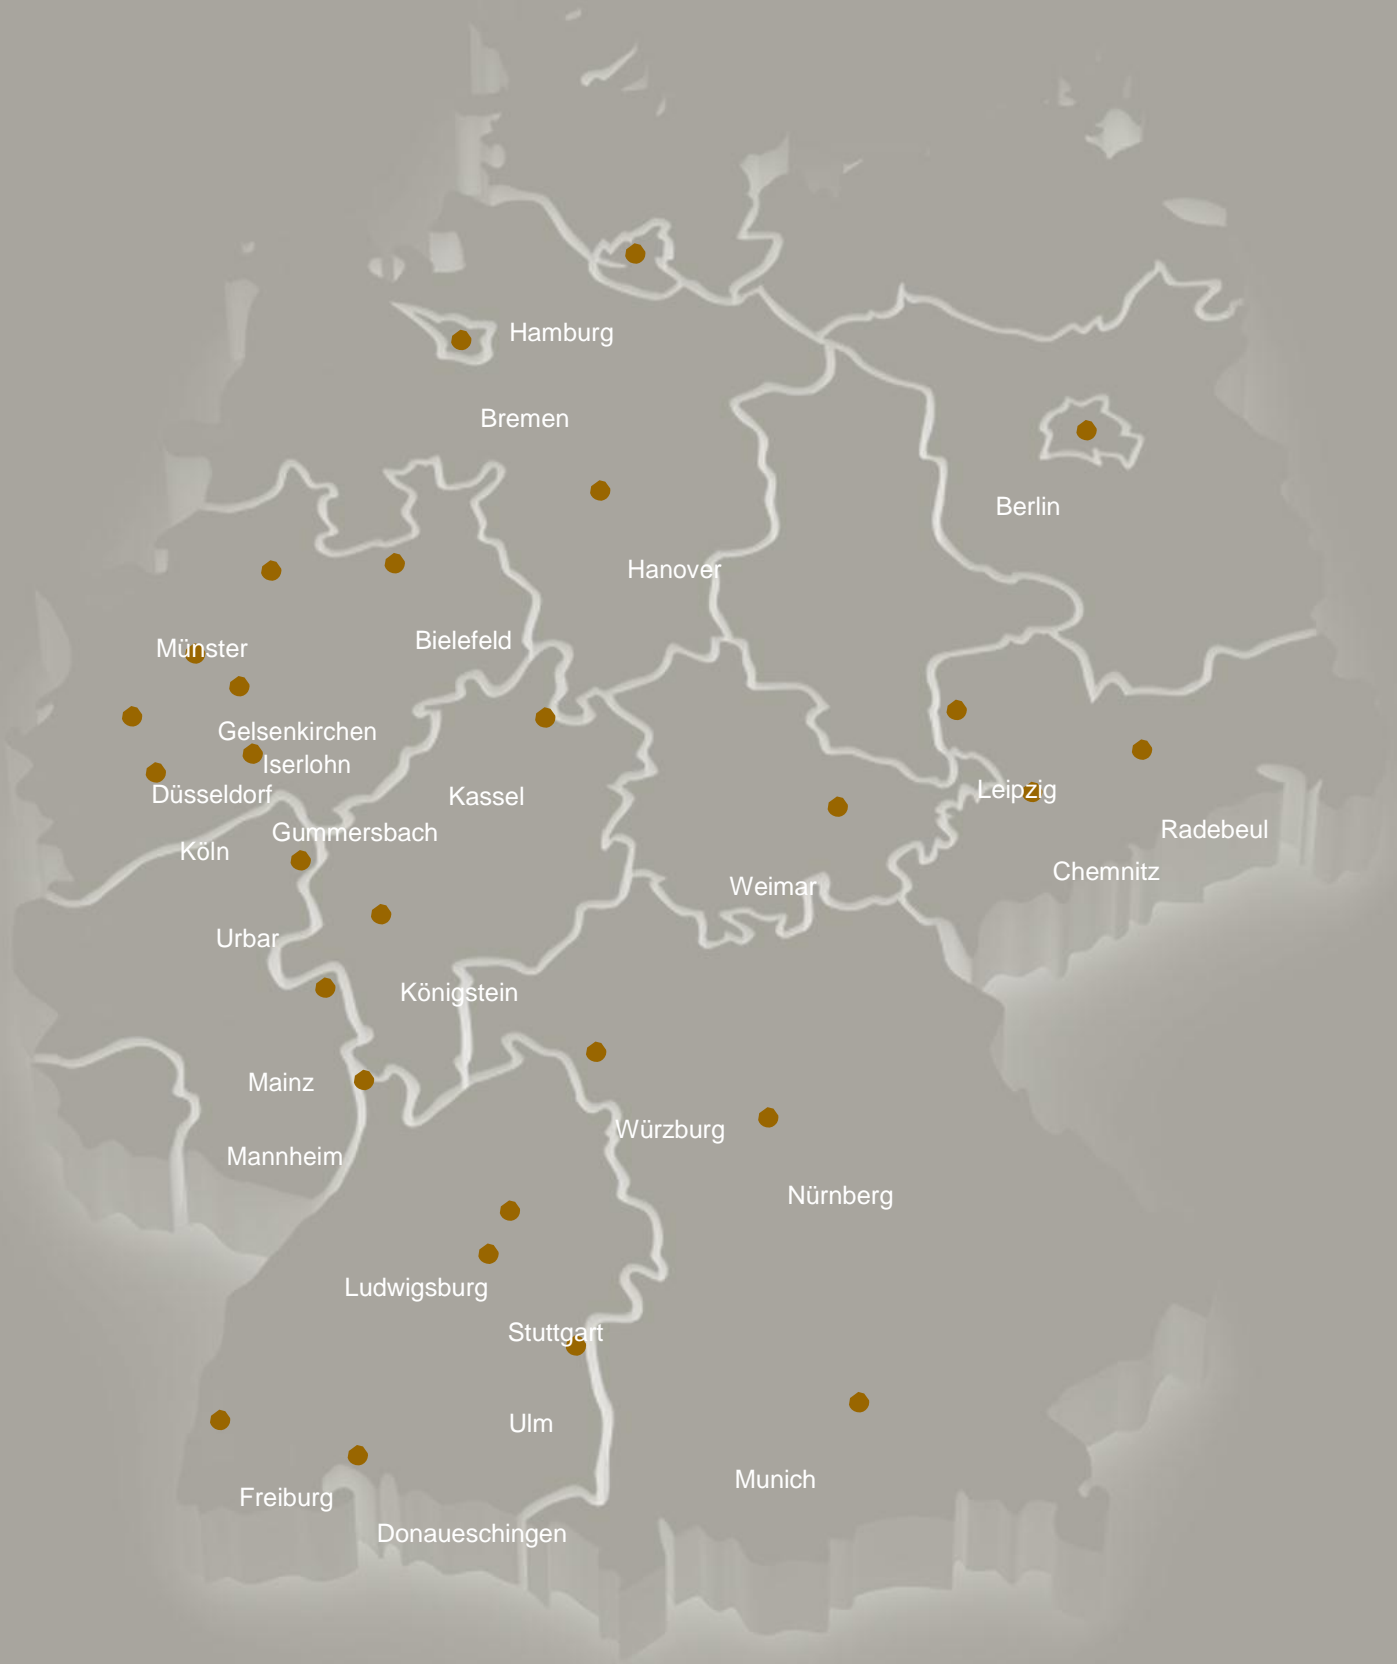 Hamburg
Bremen
Berlin
Hanover
Münster
Bielefeld
Gelsenkirchen
Iserlohn
Düsseldorf
Kassel
Leipzig
Radebeul
Gummersbach
Köln
Chemnitz
Weimar
Urbar
Königstein
Mainz
Würzburg
Mannheim
Nürnberg
Ludwigsburg
Stuttgart
Ulm
Munich
Freiburg
Donaueschingen